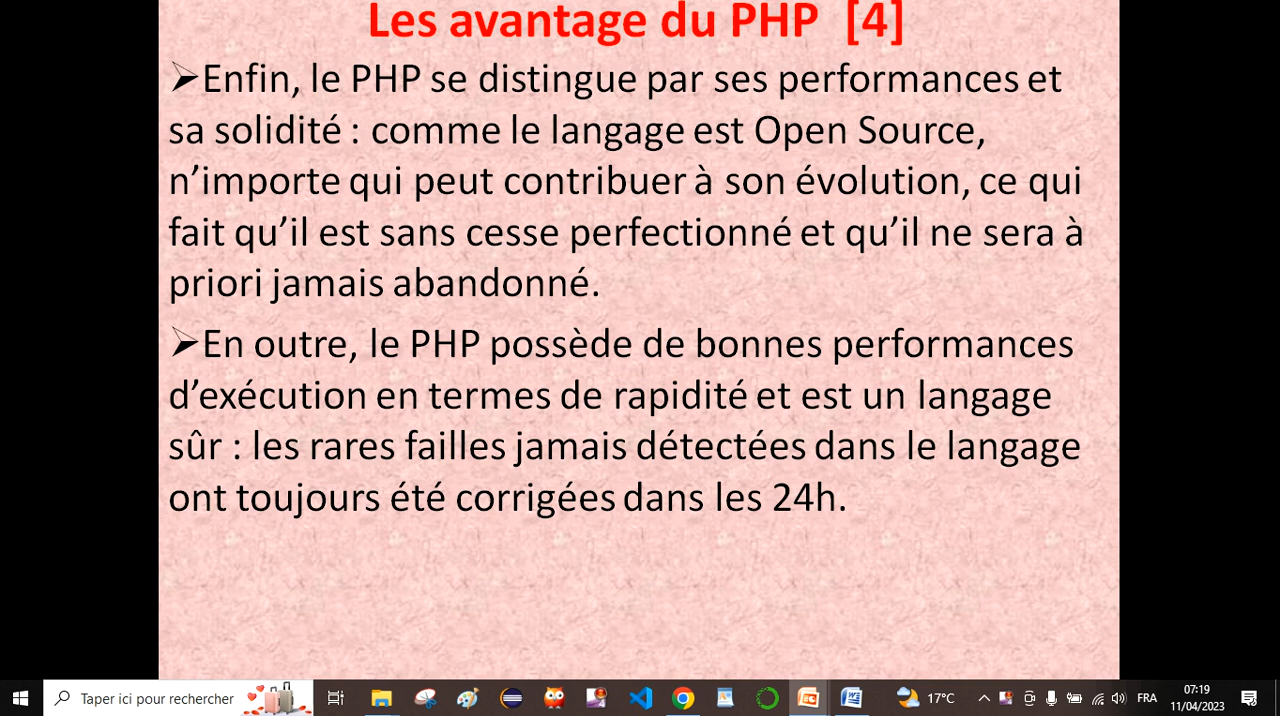 Les avantage du PHP [4]
➢Enfin, le PHP se distingue par ses performances et
sa solidité : comme le langage est Open Source,
n’importe qui peut contribuer à son évolution, ce qui
fait qu’il est sans cesse perfectionné et qu’il ne sera à
priori jamais abandonné.
➢En outre, le PHP possède de bonnes performances
d’exécution en termes de rapidité et est un langage
sûr : les rares failles jamais détectées dans le langage
ont toujours été corrigées dans les 24h.
Taper ici pour rechercher
17°C
FRA
07:19
11/04/2023